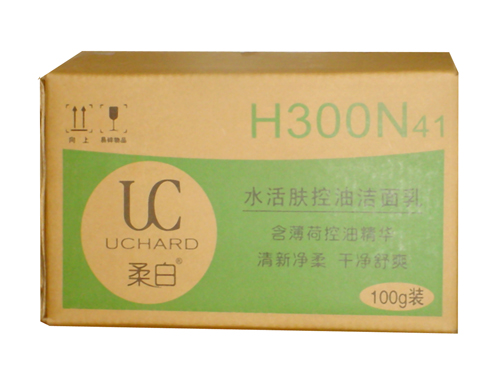 H300N41
向上
易碎物品
UC
UCHARD
柔白®
水活肤控油洁面乳
含薄荷控油精华
清新净柔 干净舒爽
100g装